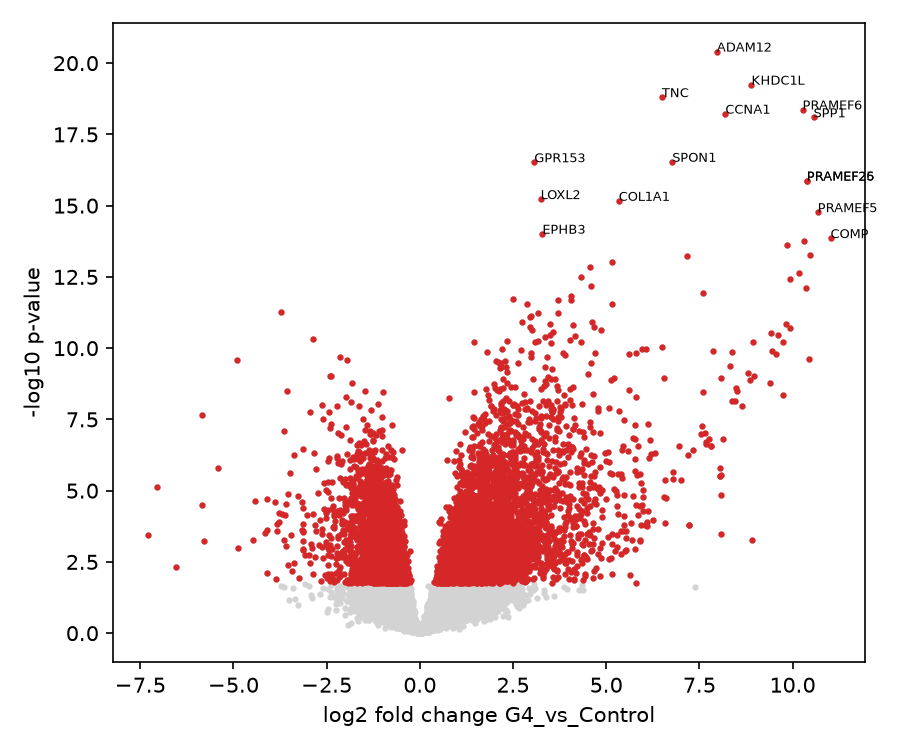 20.0
17.5
15.0
12.5
10.0
7.5
5.0
2.5
0.0
-log10 p-value
ADAM12
KHDC1L
TNC
PRAMEF6
CCNA1
SPP1
GPR153
SPON1
LOXL2
COL1A1
PRAMEF5
EPHB3
COMP
−7.5 −5.0 −2.5 0.0 2.5 5.0 7.5 10.0
log2 fold change G4_vs_Control